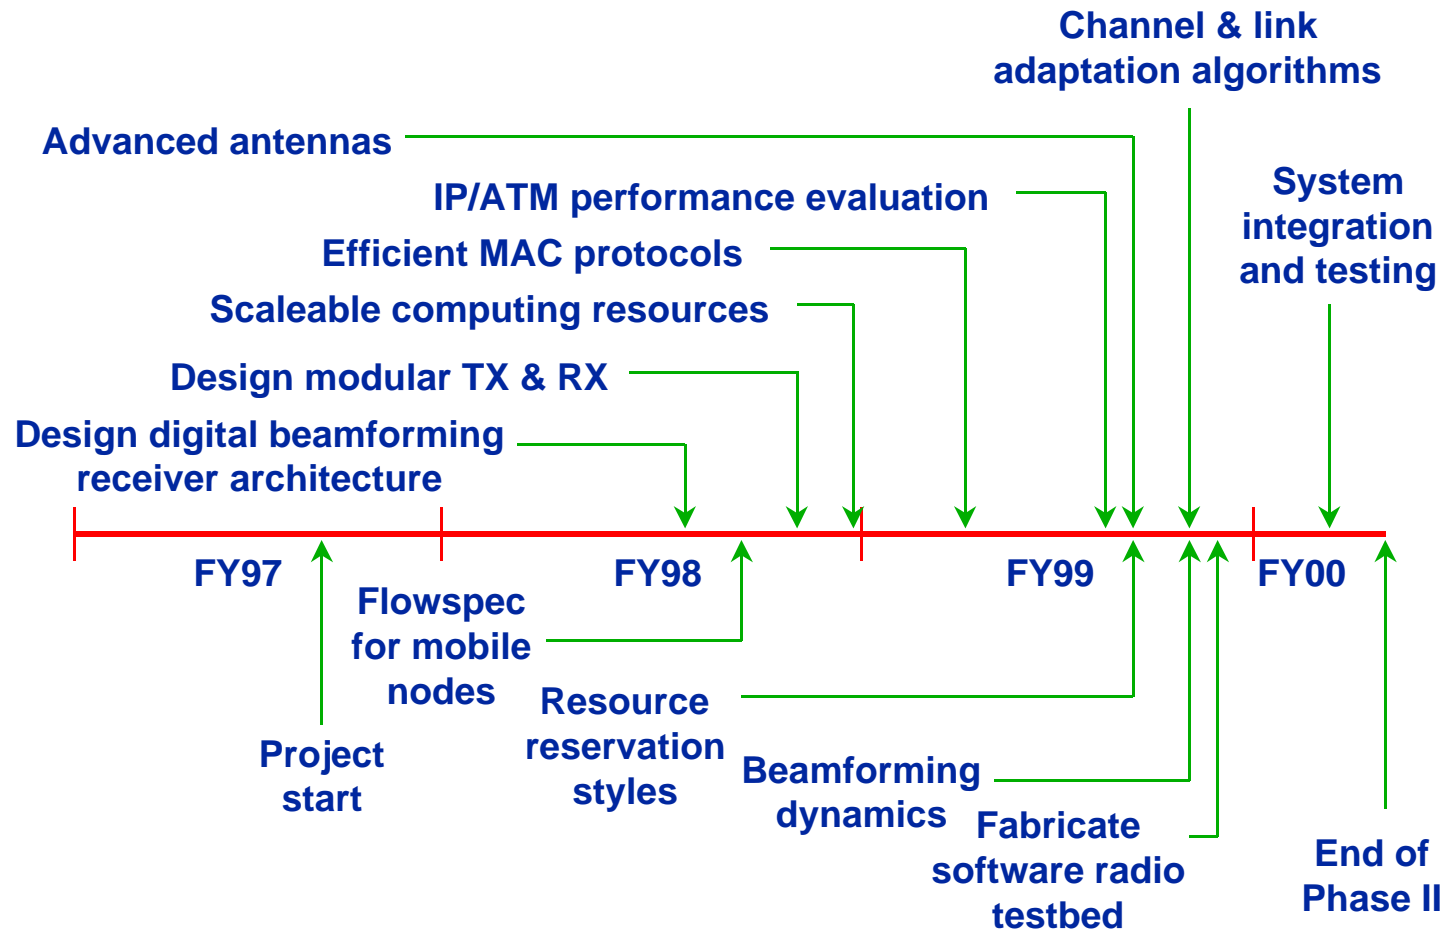 Channel & link
adaptation algorithms
Advanced antennas
IP/ATM performance evaluation
System
integration
and testing
Efficient MAC protocols
Scaleable computing resources
Design modular TX & RX
Design digital beamforming
receiver architecture
FY97
FY98
FY99
FY00
Flowspec
for mobile
nodes
Project
start
Resource
reservation
styles
Beamforming
dynamics
Fabricate
software radio
testbed
End of
Phase II